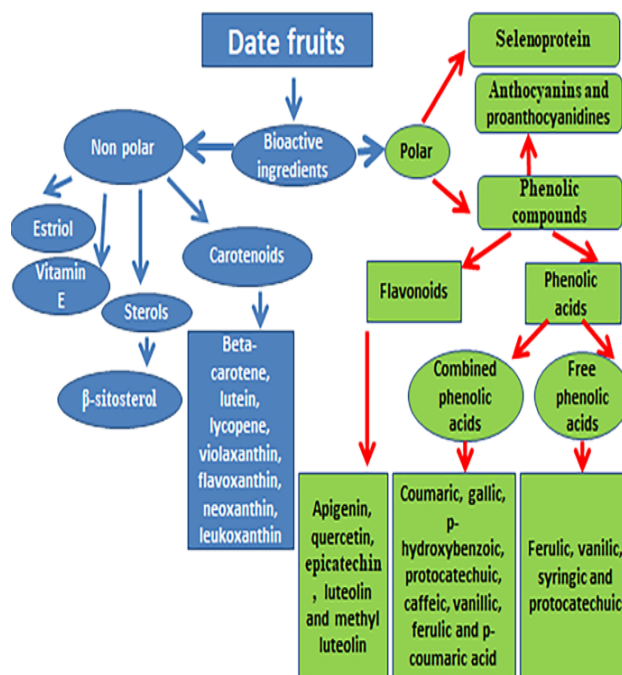 Date fruits
Selenoprotein
Anthocyanins and
proanthocyanidines
Non polar
Bioactive
ingredients
Polar
Phenolic
compounds
Estriol
Vitamin
E
Carotenoids
Sterols
Flavonoids
Phenolic
acids
β-sitosterol
Beta-
carotene,
lutein,
lycopene,
violaxanthin,
flavoxanthin,
neoxanthin,
leukoxanthin
Combined
phenolic
acids
Free
phenolic
acids
Apigenin,
quercetin,
epicatechin
, luteolin
and methyl
luteolin
Coumaric, gallic,
p-
hydroxybenzoic,
protocatechuic,
caffeic, vanillic,
ferulic and p-
coumaric acid
Ferulic, vanilic,
syringic and
protocatechuic